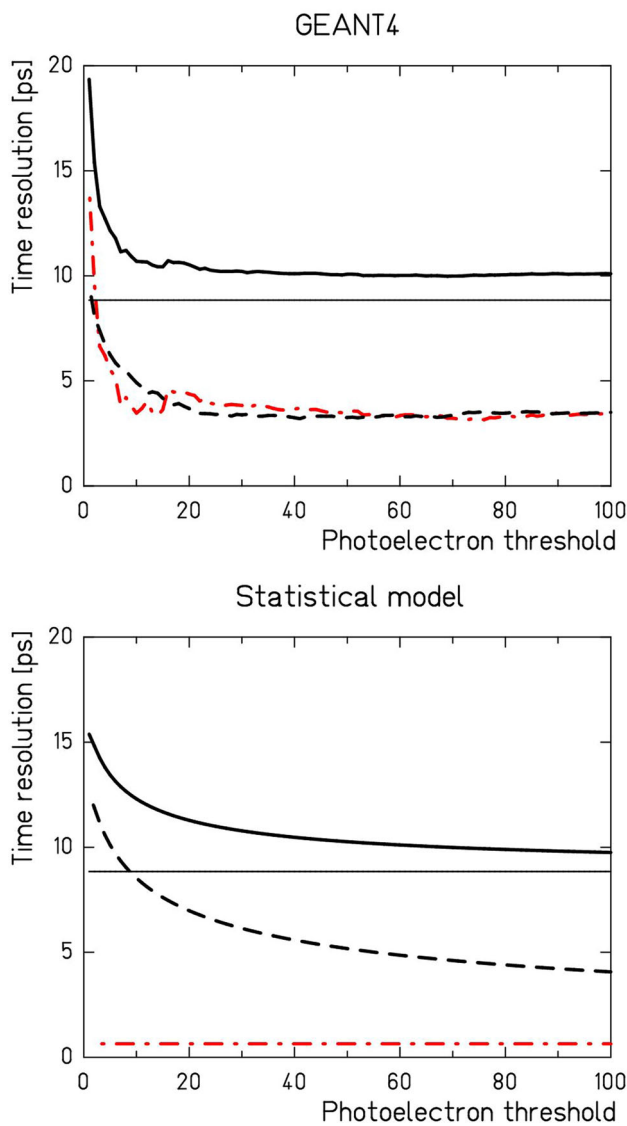 GEANT4
Time resolution [ps]
20
15
10
5
0
0 20 40 60 80 100
Photoelectron threshold
Statistical model
Time resolution [ps]
20
15
10
5
0
0 20 40 60 80 100
Photoelectron threshold